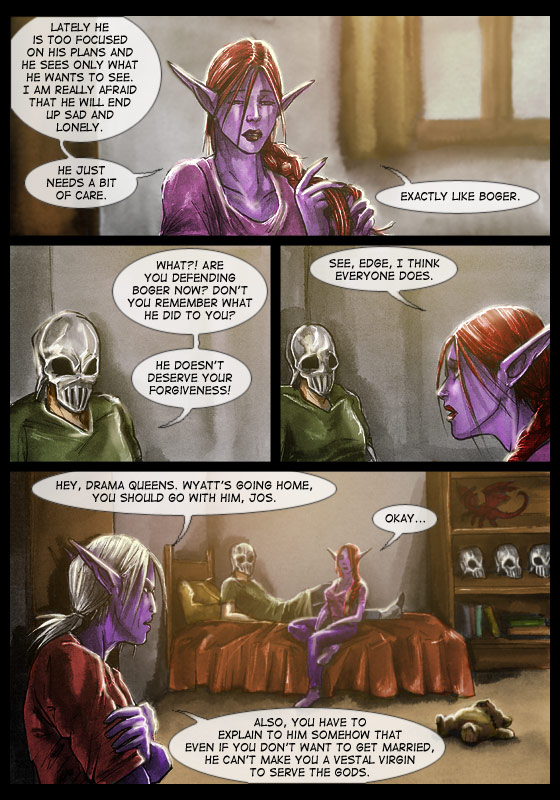 LATELY HE
IS TOO FOCUSED
ON HIS PLANS AND
HE SEES ONLY WHAT
HE WANTS TO SEE.
I AM REALLY AFRAID
THAT HE WILL END
UP SAD AND
LONELY.
HE JUST
NEEDS A BIT
OF CARE.
EXACTLY LIKE BOGER.
WHAT?! ARE
YOU DEFENDING
BOGER NOW? DON'T
YOU REMEMBER WHAT
HE DID TO YOU?
HE DOESN'T
DESERVE YOUR
FORGIVENESS!
SEE, EDGE, I THINK
EVERYONE DOES.
HEY, DRAMA QUEENS. WYATT'S GOING HOME,
YOU SHOULD GO WITH HIM, JOS.
OKAY...
ALSO, YOU HAVE TO
EXPLAIN TO HIM SOMEHOW THAT
EVEN IF YOU DON'T WANT TO GET MARRIED,
HE CAN'T MAKE YOU A VESTAL VIRGIN
TO SERVE THE GODS.